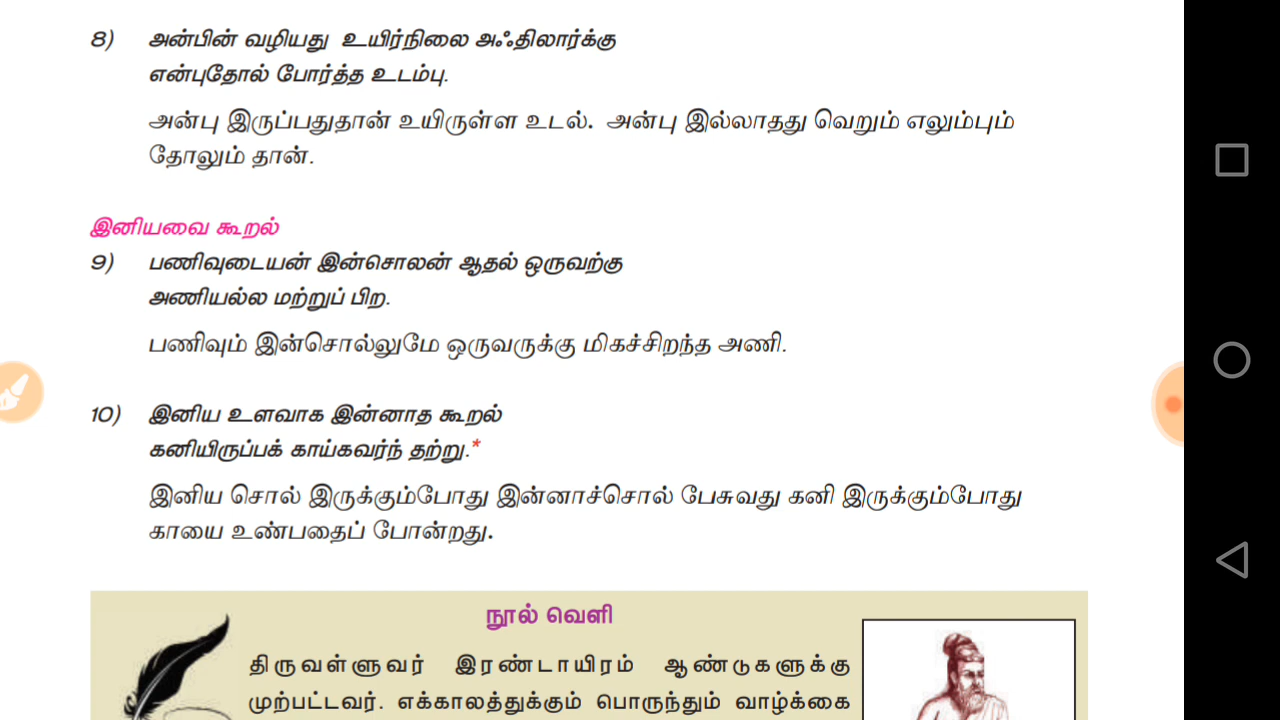 8) அன்பின் வழியது உயிர்நிலை அஃதிலார்க்கு
என்புதோல் போர்த்த உடம்பு.
அன்பு இருப்பதுதான் உயிருள்ள உடல். அன்பு இல்லாதது வெறும் எலும்பும்
தோலும் தான்.
இனியவை கூறல்
9) பணிவுடையன் இன்சொலன் ஆதல் ஒருவற்கு
அணியல்ல மற்றுப் பிற.
பணிவும் இன்சொல்லுமே ஒருவருக்கு மிகச்சிறந்த அணி.
10) இனிய உளவாக இன்னாத கூறல்
கனியிருப்பக் காய்கவர்ந் தற்று.*
இனிய சொல் இருக்கும்போது இன்னாச்சொல் பேசுவது கனி இருக்கும்போது
காயை உண்பதைப் போன்றது.
நூல் வெளி
திருவள்ளுவர் இரண்டாயிரம் ஆண்டுகளுக்கு
முற்பட்டவர். எக்காலத்துக்கும் பொருந்தும் வாழ்க்கை